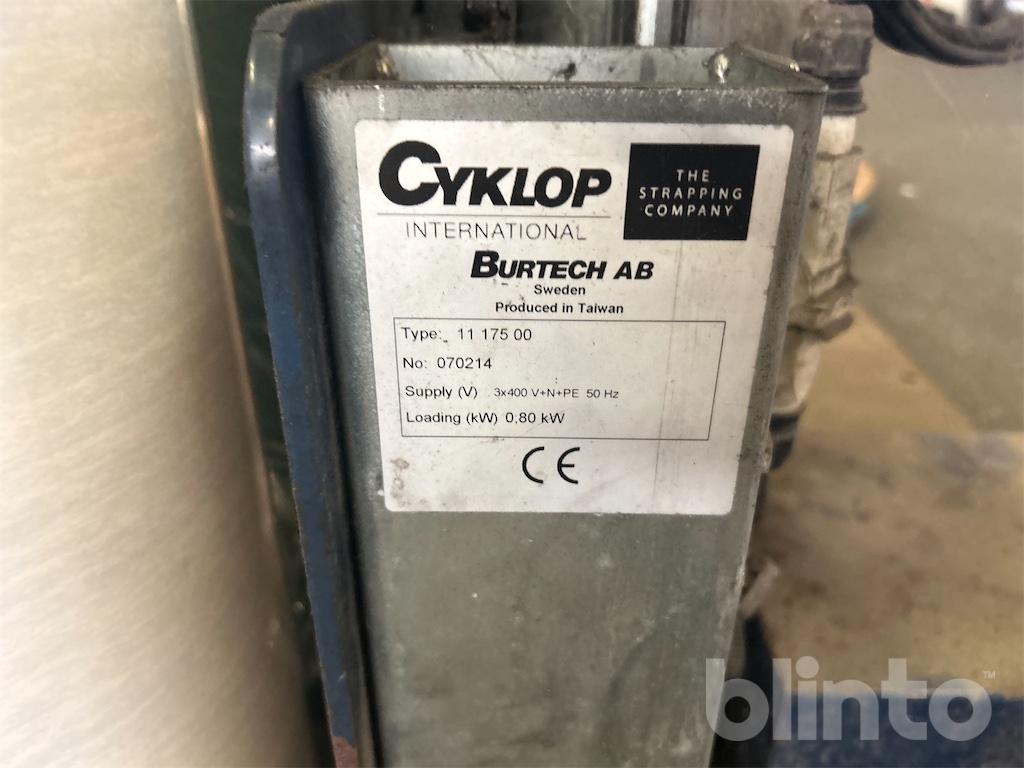 CYKLOP
INTERNATIONAL
THE
STRAPPING
COMPANY
BURTECH AB
Sweden
Produced in Taiwan
Type: 11 175 00
No: 070214
Supply (V) 3x400 V+N+PE 50 Hz
Loading (kW) 0,80 kW
CE
blinto™